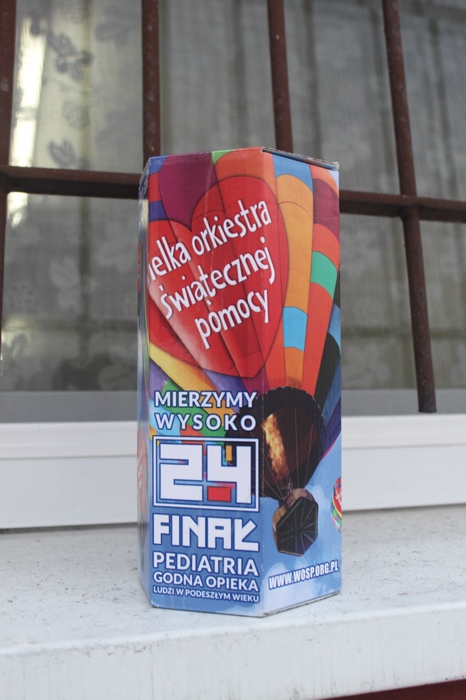 ielka orkiestra
świątecznej
pomocy
MIERZYMY
WYSOKO
24
FINAŁ
PEDIATRIA
GODNA OPIEKA
LUDZI W PODESZŁYM WIEKU
WWW.WOSP.ORG.PL